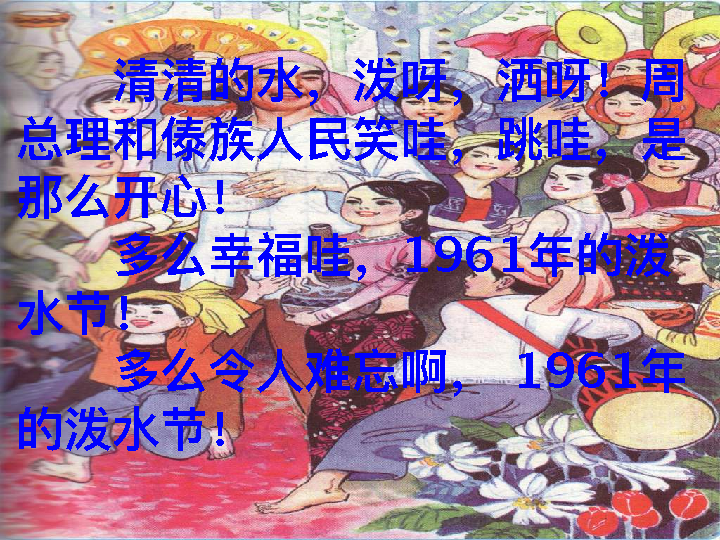 清清的水，泼呀，洒呀！周
总理和傣族人民笑哇，跳哇，是
那么开心！
多么幸福哇，1961年的泼
水节！
多么令人难忘啊， 1961年
的泼水节！